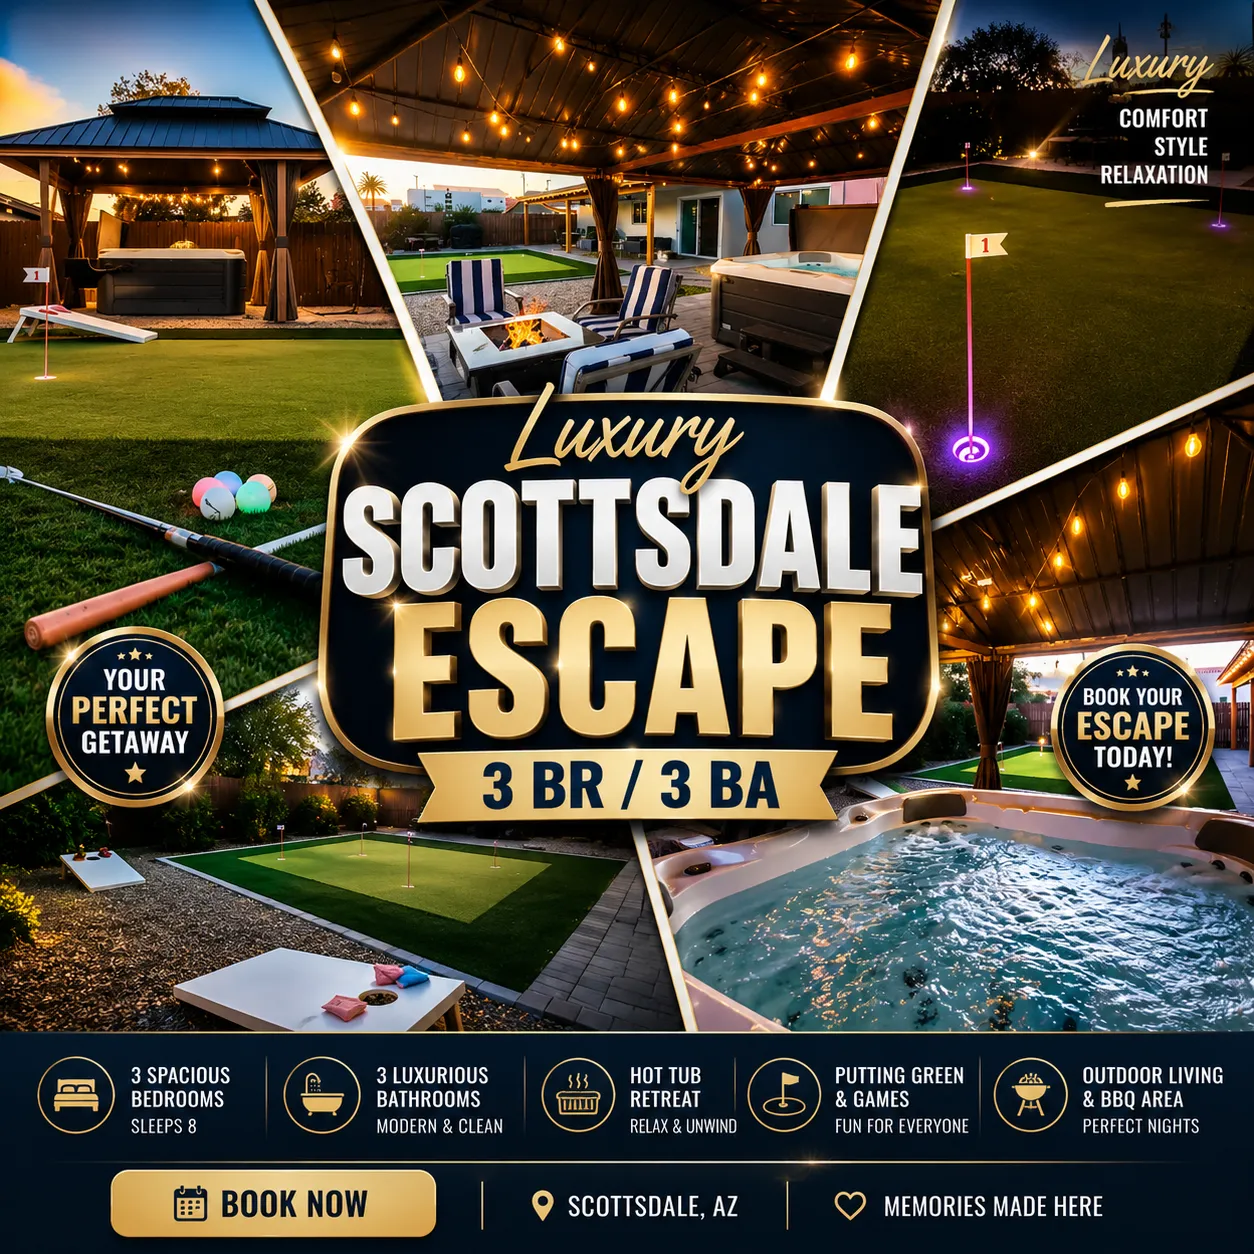 Luxury
COMFORT
STYLE
RELAXATION
1
1
Luxury
SCOTTSDALE
ESCAPE
3 BR / 3 BA
YOUR
PERFECT
GETAWAY
BOOK YOUR
ESCAPE
TODAY!
3 SPACIOUS
BEDROOMS
SLEEPS 8
3 LUXURIOUS
BATHROOMS
MODERN & CLEAN
HOT TUB
RETREAT
RELAX & UNWIND
PUTTING GREEN
& GAMES
FUN FOR EVERYONE
OUTDOOR LIVING
& BBQ AREA
PERFECT NIGHTS
BOOK NOW
SCOTTSDALE, AZ
MEMORIES MADE HERE